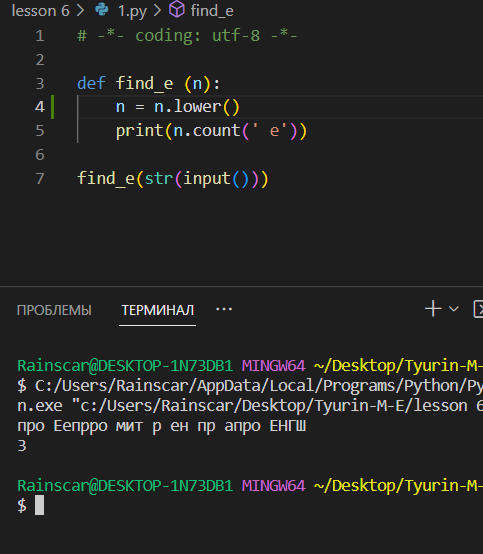 lesson 6 > 1.py > find_e
1 # -*- coding: utf-8 -*-
2
3 def find_e (n):
4 n = n.lower()
5 print(n.count(' е'))
6
7 find_e(str(input()))
ПРОБЛЕМЫ ТЕРМИНАЛ ...
Rainscar@DESKTOP-1N73DB1 MINGW64 ~/Desktop/Tyurin-M-
$ C:/Users/Rainscar/AppData/Local/Programs/Python/Py
n.exe "c:/Users/Rainscar/Desktop/Tyurin-M-E/lesson 6
про Еепрро мит р ен пр апро ЕНГШ
3
Rainscar@DESKTOP-1N73DB1 MINGW64 ~/Desktop/Tyurin-M-
$